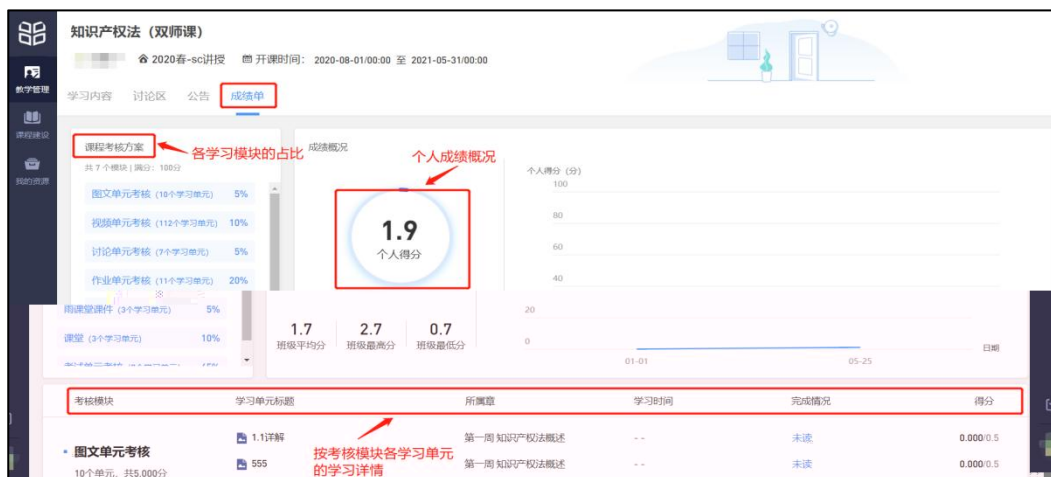 知识产权法（双师课）
2020春-sc讲授 开课时间： 2020-08-01/00:00 至 2021-05-31/00:00
教学管理
学习内容 讨论区 公告 成绩单
课程建设
我的资源
课程考核方案
各学习模块的占比
共 7 个模块 | 满分：100分
图文单元考核（10个学习单元） 5%
视频单元考核（112个学习单元） 10%
讨论单元考核（7个学习单元） 5%
作业单元考核（11个学习单元） 20%
雨课堂课件（3个学习单元） 5%
课堂（3个学习单元） 10%
成绩概况
个人成绩概况
1.9
个人得分
1.7 2.7 0.7
班级平均分 班级最高分 班级最低分
个人得分（分）
100
80
60
40
20
0
01-01 05-25
日期
考核模块 学习单元标题 所属章 学习时间 完成情况 得分
图文单元考核
10个单元，共5.000分
1.1详解 第一周 知识产权法概述 - - 未读 0.000/0.5
555 第一周 知识产权法概述 - - 未读 0.000/0.5
按考核模块各学习单元
的学习详情